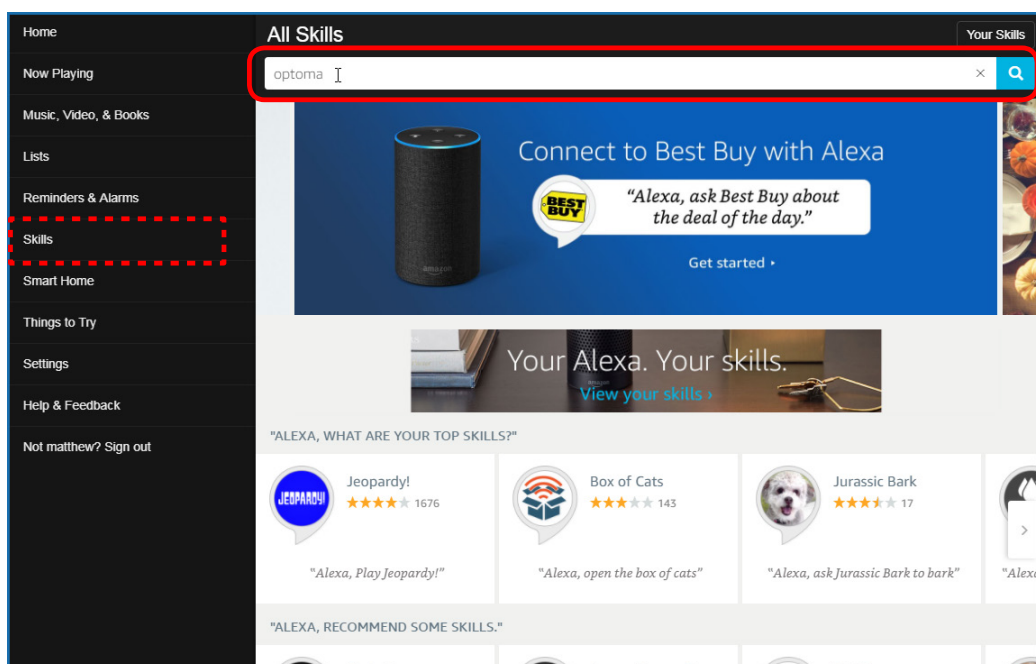 Home
Now Playing
Music, Video, & Books
Lists
Reminders & Alarms
Skills
Smart Home
Things to Try
Settings
Help & Feedback
Not matthew? Sign out
All Skills
Your Skills
optoma
Connect to Best Buy with Alexa
BEST
BUY
“Alexa, ask Best Buy about
the deal of the day.”
Get started
amazon
Your Alexa. Your skills.
View your skills ›
"ALEXA, WHAT ARE YOUR TOP SKILLS?"
JEOPARDY!
Jeopardy!
1676
"Alexa, Play Jeopardy!"
Box of Cats
143
"Alexa, open the box of cats"
Jurassic Bark
17
"Alexa, ask Jurassic Bark to bark"
"Alexa
"ALEXA, RECOMMEND SOME SKILLS."